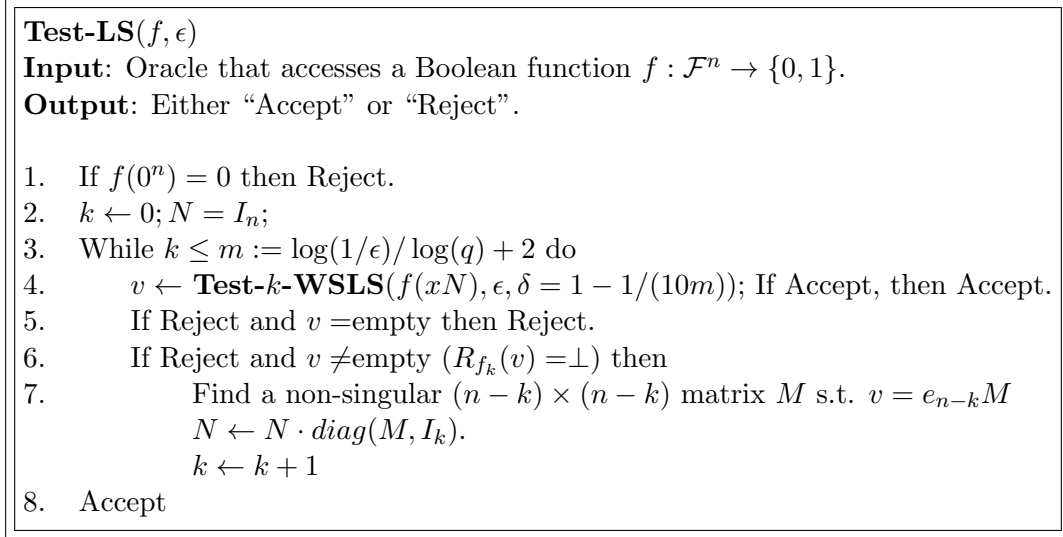 Test-LS(f, ϵ)
Input: Oracle that accesses a Boolean function f : ℱⁿ → {0, 1}.
Output: Either “Accept” or “Reject”.
1. If f(0ⁿ) = 0 then Reject.
2. k ← 0; N = Iₙ;
3. While k ≤ m := log(1/ϵ)/ log(q) + 2 do
4. v ← Test-k-WSLS(f(xN), ϵ, δ = 1 − 1/(10m)); If Accept, then Accept.
5. If Reject and v =empty then Reject.
6. If Reject and v ≠empty (R_{f_k}(v) =⊥) then
7. Find a non-singular (n − k) × (n − k) matrix M s.t. v = e_{n−k}M
N ← N · diag(M, I_k).
k ← k + 1
8. Accept